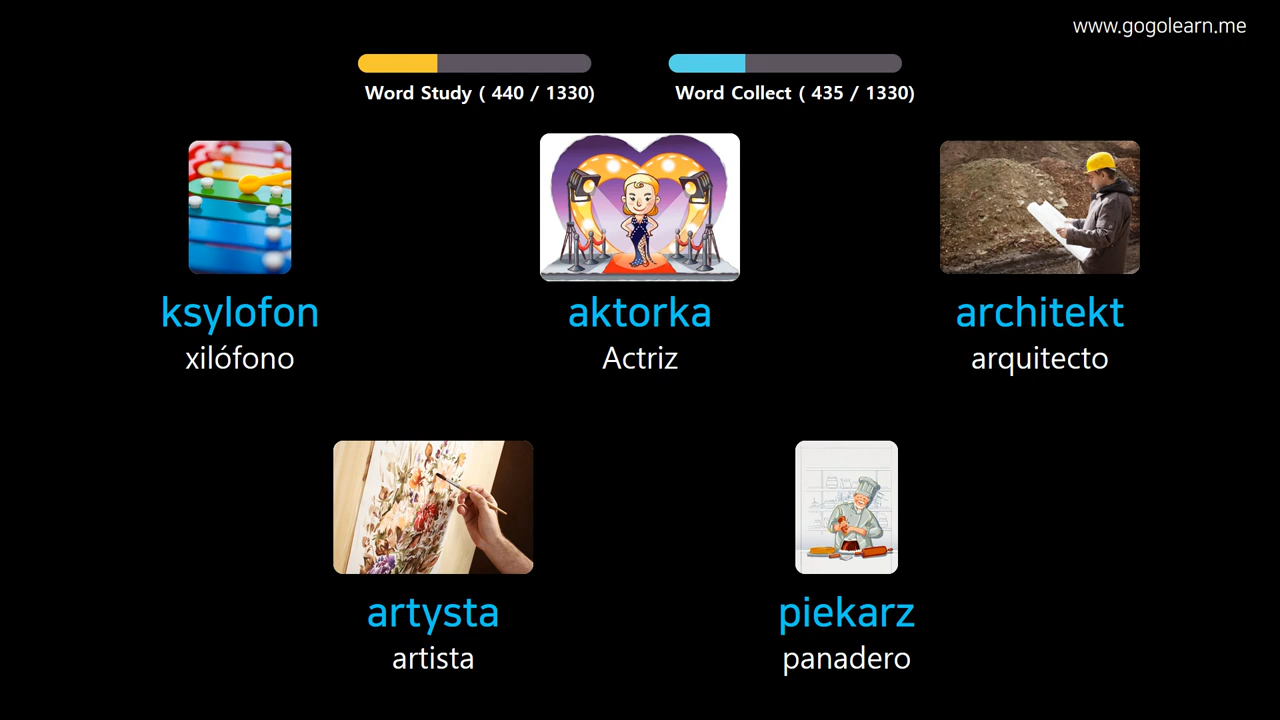 www.gogolearn.me
Word Study ( 440 / 1330)
Word Collect ( 435 / 1330)
ksylofon
xilófono
aktorka
Actriz
architekt
arquitecto
artysta
artista
piekarz
panadero